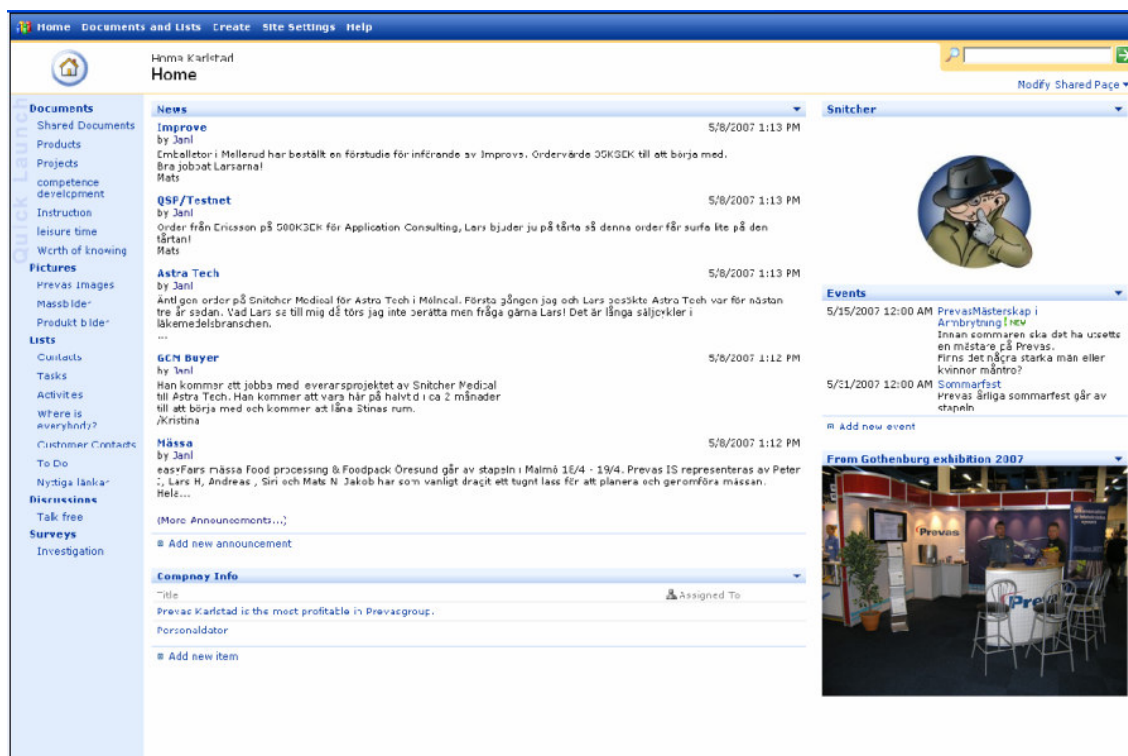 Home Documents and Lists Create Site Settings Help
Home Karlstad
Home
Modify Shared Page
Quick Launch
Documents
Shared Documents
Products
Projects
competence
development
Instruction
leisure time
Worth of knowing
Pictures
Prevas Images
Massbilder
Produkt bilder
Lists
Contacts
Tasks
Activities
Where is
everybody?
Customer Contacts
To Do
Nyttiga länkar
Discussions
Talk free
Surveys
Investigation
News
Improve 5/8/2007 1:13 PM
by JanI
Emballator i Mellerud har beställt en förstudie för införande av Improve. Ordervärde 35KSEK till att börja med.
Bra jobbat Larsarna!
Mats
QSP/Testnet 5/8/2007 1:13 PM
by JanI
Order från Ericsson på 500KSEK för Application Consulting, Lars bjuder ju på tårta så denna order får surfa lite på den
tårtan!
Mats
Astra Tech 5/8/2007 1:13 PM
by JanI
Äntligen order på Snitcher Medical för Astra Tech i Mölndal. Första gången jag och Lars besökte Astra Tech var för nästan
tre år sedan. Vad Lars sa till mig då törs jag inte berätta men fråga gärna Lars! Det är långa säljcykler i
läkemedelsbranschen.
...
GCM Buyer 5/8/2007 1:12 PM
by JanI
Han kommer att jobba med leveransprojektet av Snitcher Medical
till Astra Tech. Han kommer att vara här på halvtid i ca 2 månader
till att börja med och kommer att låna Stinas rum.
/Kristina
Mässa 5/8/2007 1:12 PM
by JanI
easyFairs mässa Food processing & Foodpack Öresund går av stapeln i Malmö 18/4 - 19/4. Prevas IS representeras av Peter
, Lars H, Andreas , Siri och Mats N. Jakob har som vanligt dragit ett tungt lass för att planera och genomföra mässan.
Hela...
(More Announcements...)
Add new announcement
Compnay Info
Title Assigned To
Prevas Karlstad is the most profitable in Prevasgroup.
Personaldator
Add new item
Snitcher
Events
5/15/2007 12:00 AM PrevasMästerskap i
Armbrytning NEW
Innan sommaren ska det ha utsetts
en mästare på Prevas.
Finns det några starka män eller
kvinnor måntro?
5/31/2007 12:00 AM Sommarfest
Prevas årliga sommarfest går av
stapeln
Add new event
From Gothenburg exhibition 2007
Prevas
Prevas